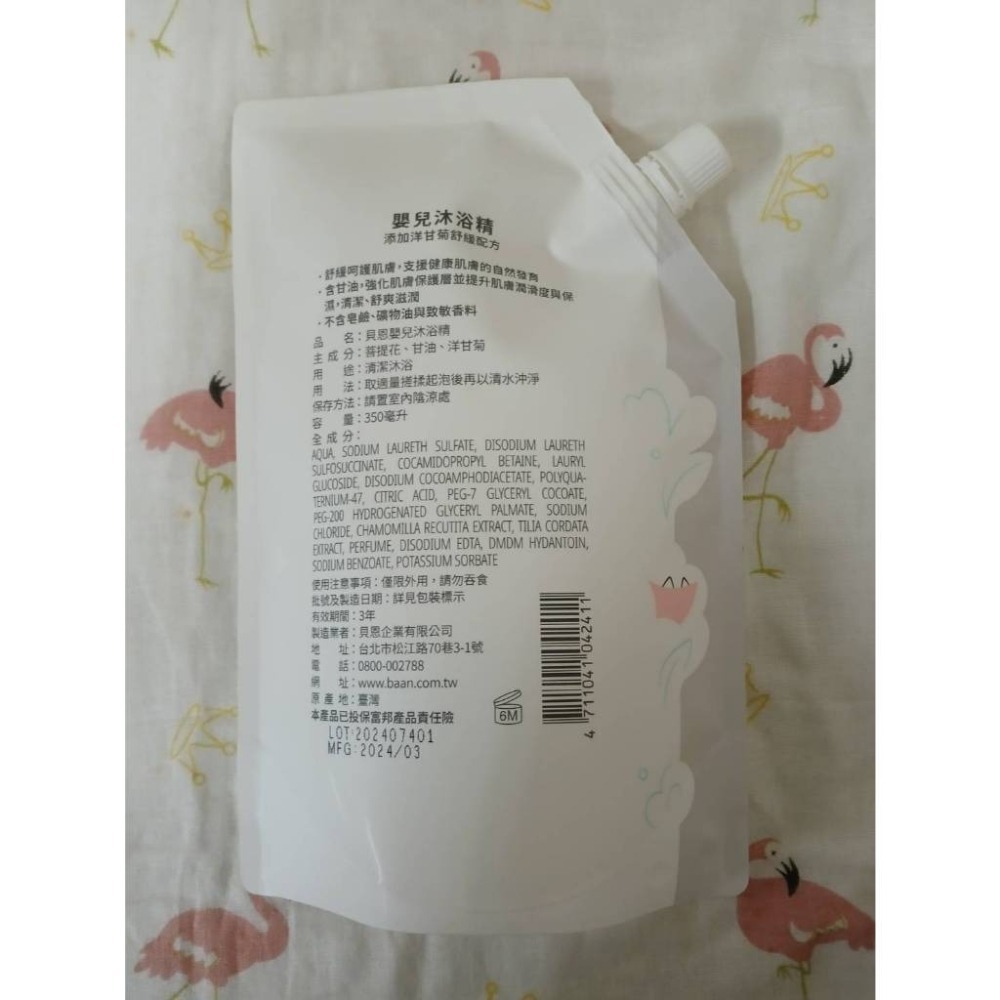 嬰兒沐浴精
添加洋甘菊舒緩配方
・舒緩呵護肌膚，支援健康肌膚的自然發育
・含甘油，強化肌膚保護層並提升肌膚潤滑度與保
濕，清潔、舒爽滋潤
・不含皂鹼、礦物油與致敏香料
品 名：貝恩嬰兒沐浴精
主 成 分：菩提花、甘油、洋甘菊
用 途：清潔沐浴
用 法：取適量搓揉起泡後再以清水沖淨
保存方法：請置室內陰涼處
容 量：350毫升
全 成 分：
AQUA, SODIUM LAURETH SULFATE, DISODIUM LAURETH
SULFOSUCCINATE, COCAMIDOPROPYL BETAINE, LAURYL
GLUCOSIDE, DISODIUM COCOAMPHODIACETATE, POLYQUA-
TERNIUM-47, CITRIC ACID, PEG-7 GLYCERYL COCOATE,
PEG-200 HYDROGENATED GLYCERYL PALMATE, SODIUM
CHLORIDE, CHAMOMILLA RECUTITA EXTRACT, TILIA CORDATA
EXTRACT, PERFUME, DISODIUM EDTA, DMDM HYDANTOIN,
SODIUM BENZOATE, POTASSIUM SORBATE
使用注意事項：僅限外用，請勿吞食
批號及製造日期：詳見包裝標示
有效期間：3年
製造業者：貝恩企業有限公司
地 址：台北市松江路70巷3-1號
電 話：0800-002788
網 址：www.baan.com.tw
原 產 地：臺灣
本產品已投保富邦產品責任險
LOT:202407401
MFG:2024/03
6M
4 711041 042411